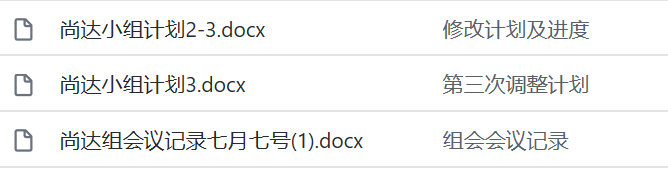 尚达小组计划2-3.docx 修改计划及进度
尚达小组计划3.docx 第三次调整计划
尚达组会议记录七月七号(1).docx 组会会议记录